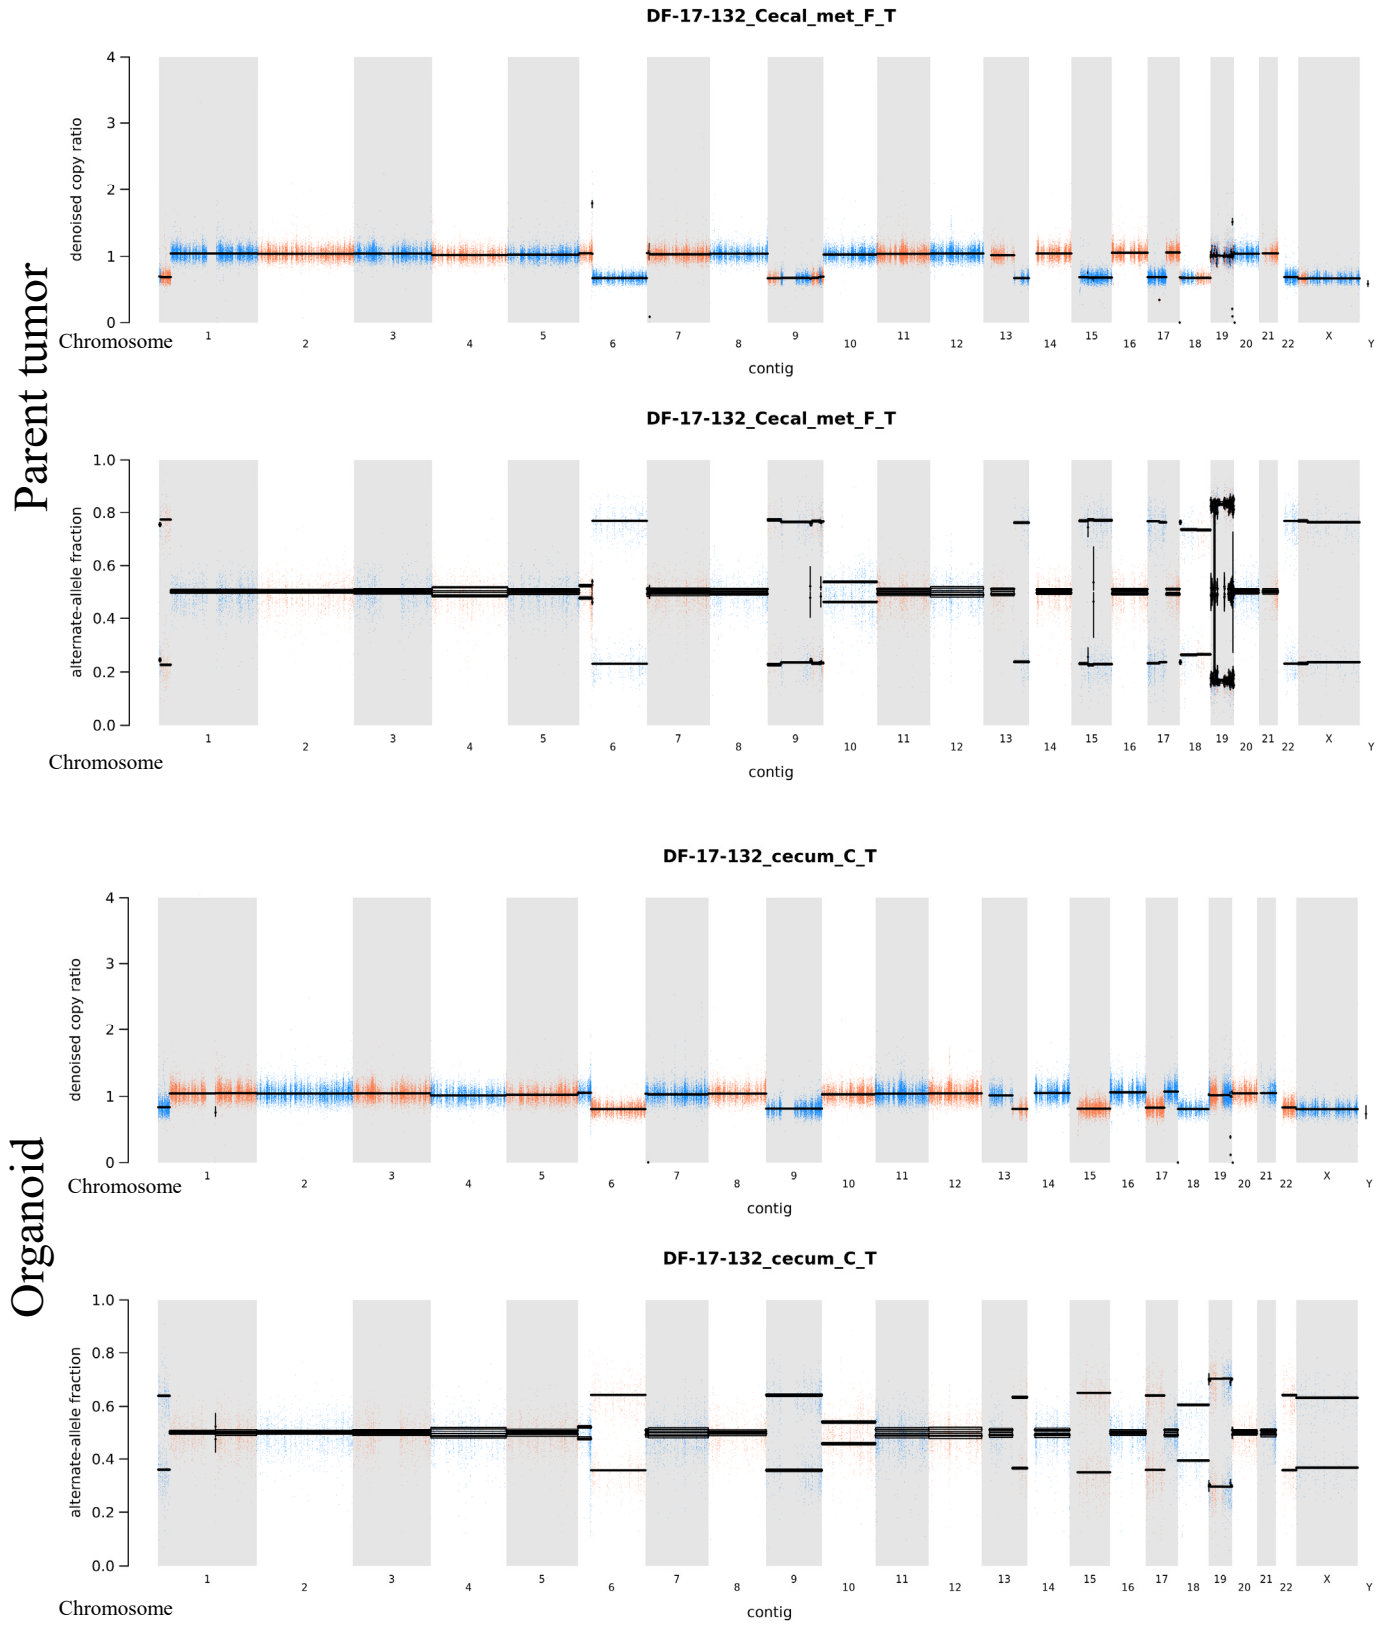 Parent tumor
DF-17-132_Cecal_met_F_T
denoised copy ratio
4
3
2
1
0
Chromosome
1 2 3 4 5 6 7 8 9 10 11 12 13 14 15 16 17 18 19 20 21 22 X Y
contig
DF-17-132_Cecal_met_F_T
alternate-allele fraction
1.0
0.8
0.6
0.4
0.2
0.0
1 2 3 4 5 6 7 8 9 10 11 12 13 14 15 16 17 18 19 20 21 22 X Y
Chromosome
contig
Organoid
DF-17-132_cecum_C_T
denoised copy ratio
4
3
2
1
0
Chromosome
1 2 3 4 5 6 7 8 9 10 11 12 13 14 15 16 17 18 19 20 21 22 X Y
contig
DF-17-132_cecum_C_T
alternate-allele fraction
1.0
0.8
0.6
0.4
0.2
0.0
1 2 3 4 5 6 7 8 9 10 11 12 13 14 15 16 17 18 19 20 21 22 X Y
Chromosome
contig